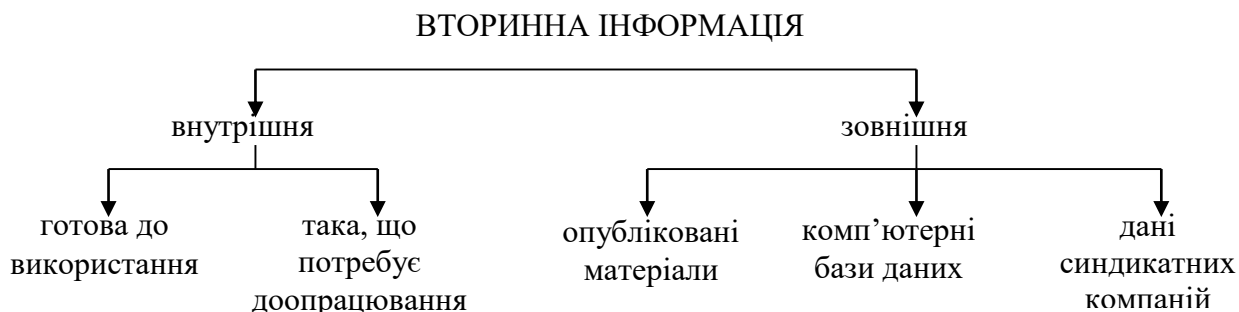 ВТОРИННА ІНФОРМАЦІЯ
внутрішня
зовнішня
готова до
використання
така, що
потребує
доопрацювання
опубліковані
матеріали
комп’ютерні
бази даних
дані
синдикатних
компаній